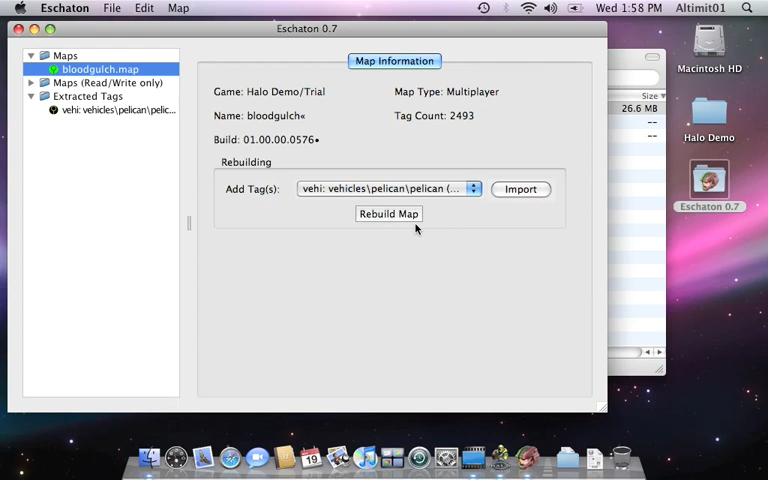 Eschaton File Edit Map
Wed 1:58 PM Altimit01
Eschaton 0.7
Maps
bloodgulch.map
Maps (Read/Write only)
Extracted Tags
vehi: vehicles\pelican\pelic...
Map Information
Game: Halo Demo/Trial
Map Type: Multiplayer
Name: bloodgulch«
Tag Count: 2493
Build: 01.00.00.0576•
Rebuilding
Add Tag(s):
vehi: vehicles\pelican\pelican (...
Import
Rebuild Map
Size
26.6 MB
--
--
Macintosh HD
Halo Demo
Eschaton 0.7
19